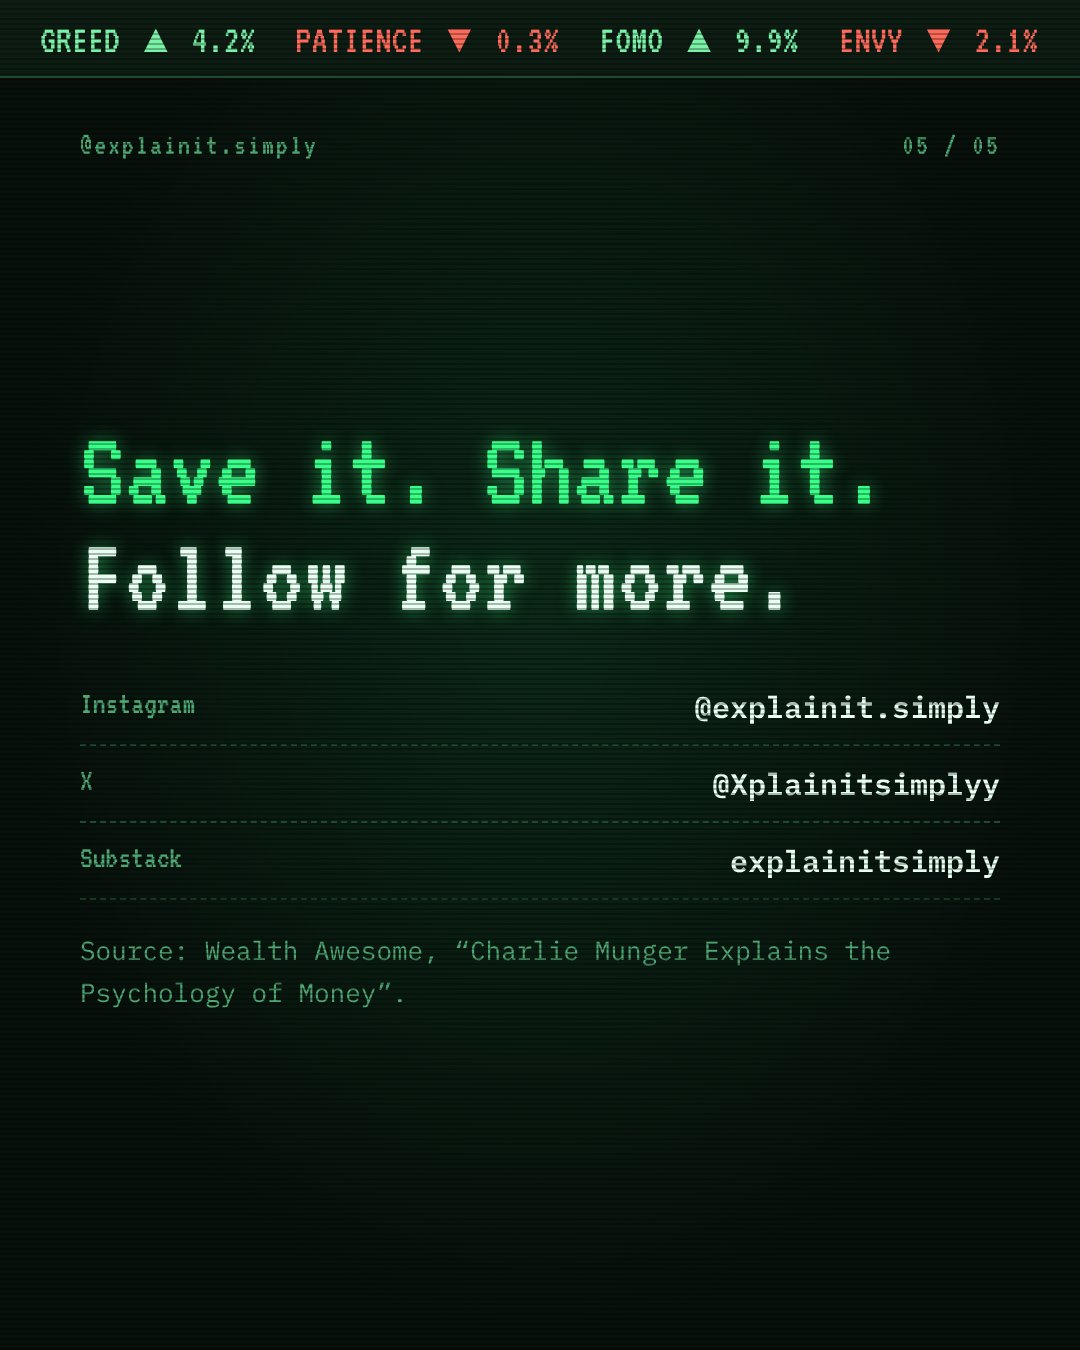 GREED ▲ 4.2% PATIENCE ▼ 0.3% FOMO ▲ 9.9% ENVY ▼ 2.1%
@explainit.simply 05 / 05
Save it. Share it.
Follow for more.
Instagram @explainit.simply
X @Xplainitsimplyy
Substack explainitsimply
Source: Wealth Awesome, “Charlie Munger Explains the
Psychology of Money”.